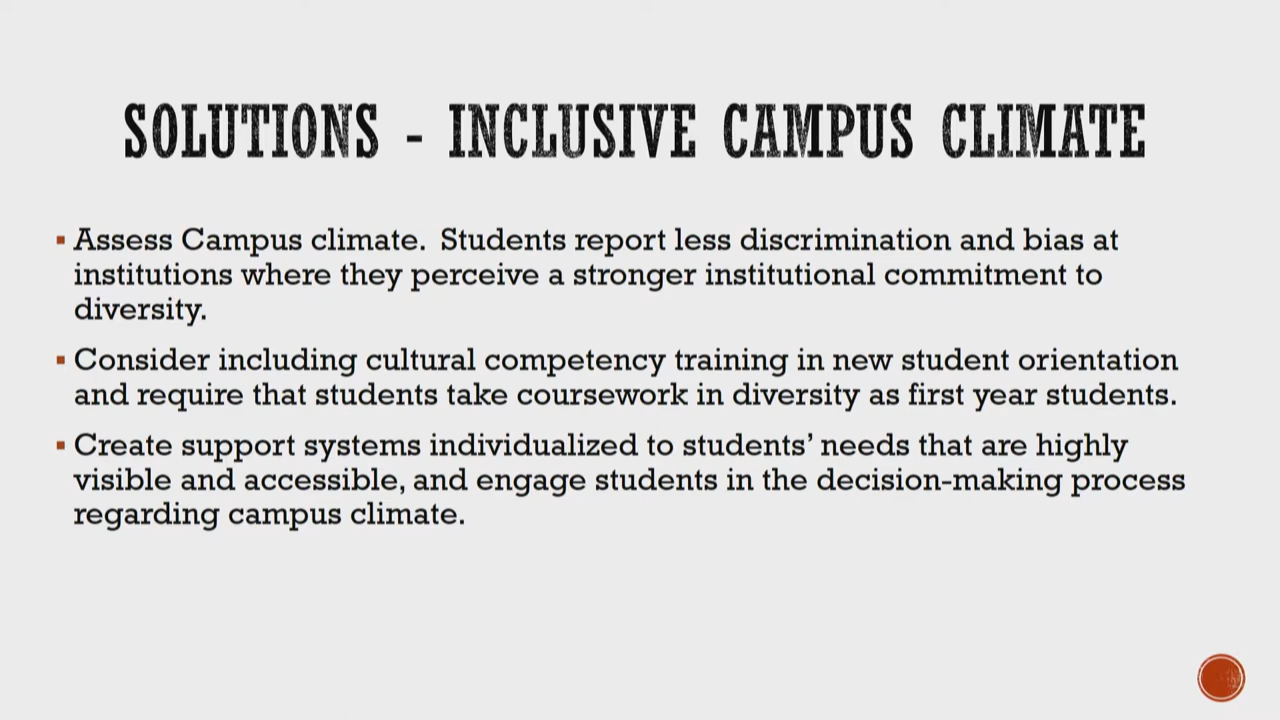 SOLUTIONS - INCLUSIVE CAMPUS CLIMATE
▪ Assess Campus climate.  Students report less discrimination and bias at
institutions where they perceive a stronger institutional commitment to
diversity.
▪ Consider including cultural competency training in new student orientation
and require that students take coursework in diversity as first year students.
▪ Create support systems individualized to students’ needs that are highly
visible and accessible, and engage students in the decision-making process
regarding campus climate.